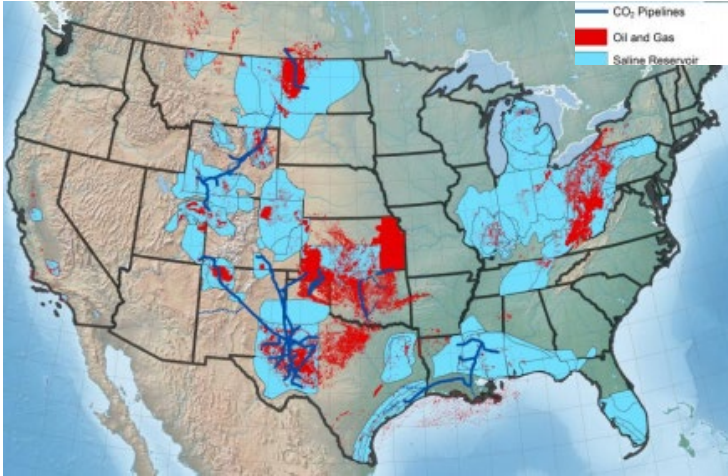 CO₂ Pipelines
Oil and Gas
Saline Reservoir